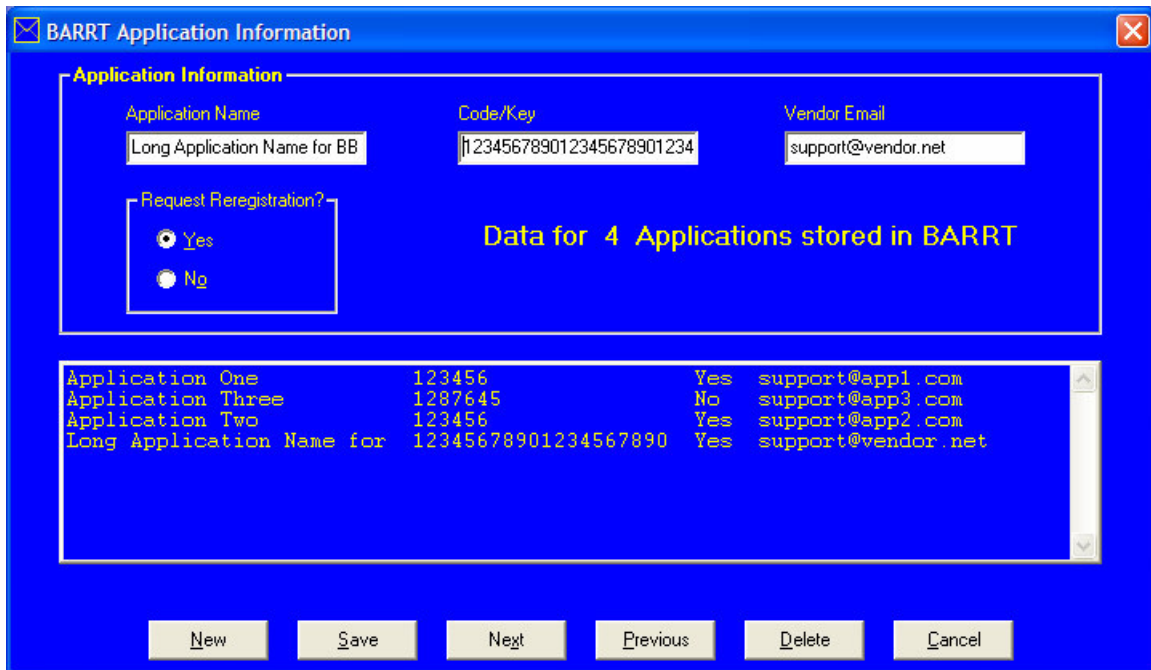 BARRT Application Information
Application Information
Application Name Code/Key Vendor Email
Long Application Name for BB 123456789012345678901234 support@vendor.net
Request Reregistration?
Yes
Data for 4 Applications stored in BARRT
No
Application One 123456 Yes support@app1.com
Application Three 1287645 No support@app3.com
Application Two 123456 Yes support@app2.com
Long Application Name for 12345678901234567890 Yes support@vendor.net
New Save Next Previous Delete Cancel